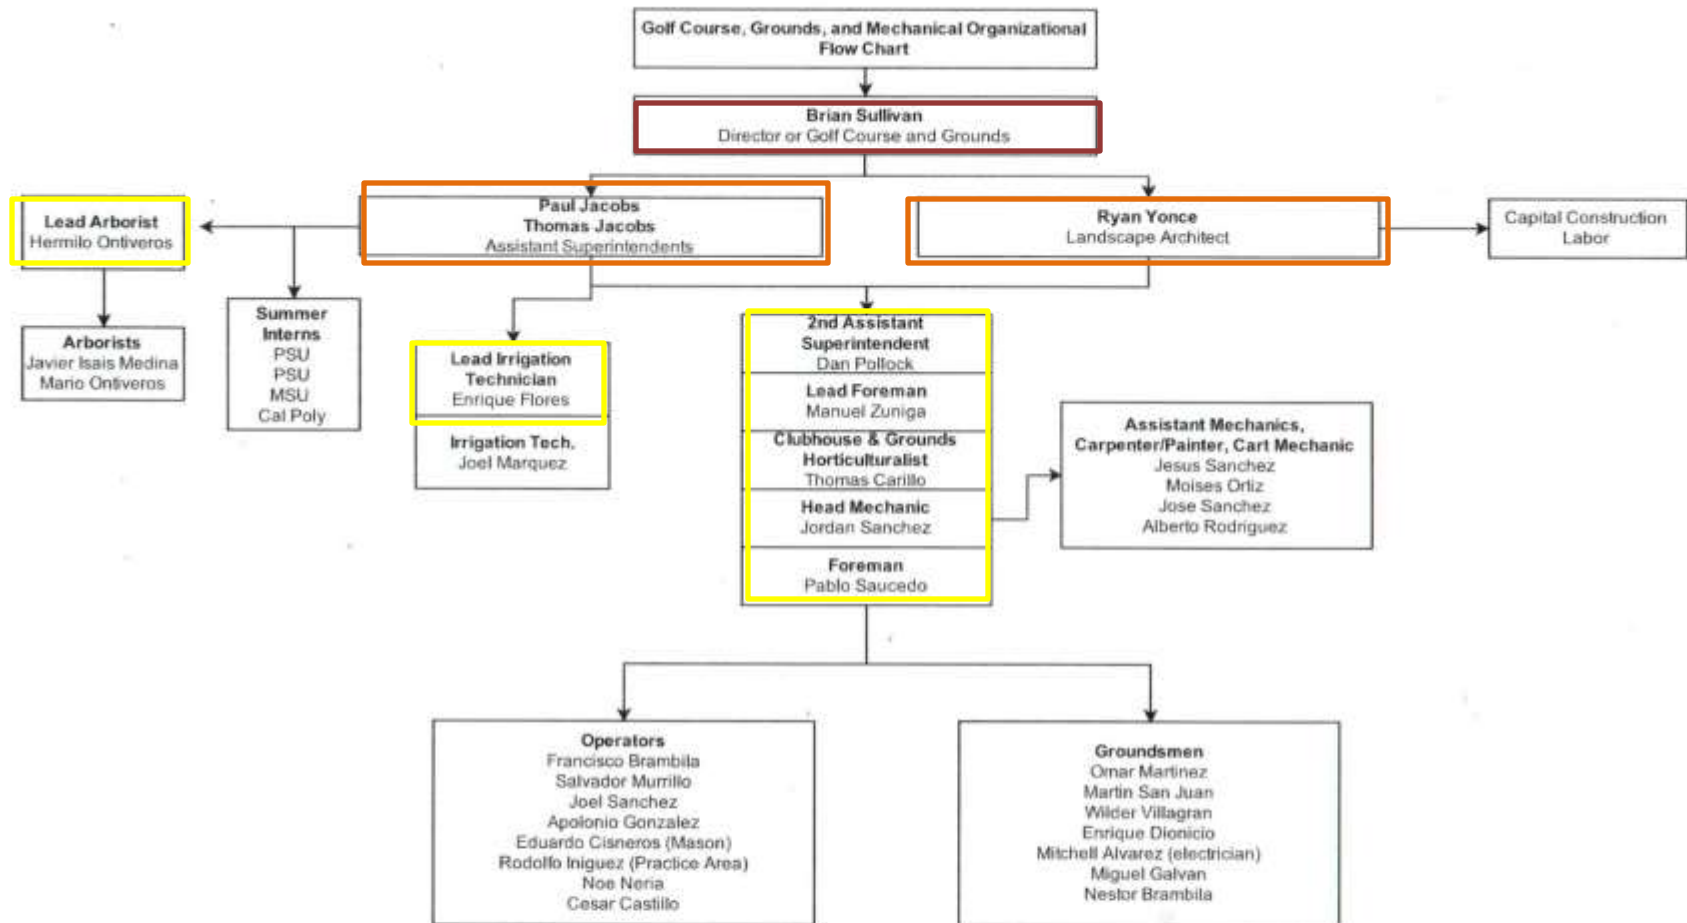 Golf Course, Grounds, and Mechanical Organizational
Flow Chart
Brian Sullivan
Director or Golf Course and Grounds
Lead Arborist
Hermilo Ontiveros
Paul Jacobs
Thomas Jacobs
Assistant Superintendents
Ryan Yonce
Landscape Architect
Capital Construction
Labor
Arborists
Javier Isais Medina
Mario Ontiveros
Summer
Interns
PSU
PSU
MSU
Cal Poly
Lead Irrigation
Technician
Enrique Flores
Irrigation Tech.
Joel Marquez
2nd Assistant
Superintendent
Dan Pollock
Lead Foreman
Manuel Zuniga
Clubhouse & Grounds
Horticulturalist
Thomas Carillo
Head Mechanic
Jordan Sanchez
Foreman
Pablo Saucedo
Assistant Mechanics,
Carpenter/Painter, Cart Mechanic
Jesus Sanchez
Moises Ortiz
Jose Sanchez
Alberto Rodriguez
Operators
Francisco Brambila
Salvador Murrillo
Joel Sanchez
Apolonio Gonzalez
Eduardo Cisneros (Mason)
Rodolfo Iniguez (Practice Area)
Noe Neria
Cesar Castillo
Groundsmen
Omar Martinez
Martin San Juan
Wilder Villagran
Enrique Dionicio
Mitchell Alvarez (electrician)
Miguel Galvan
Nestor Brambila